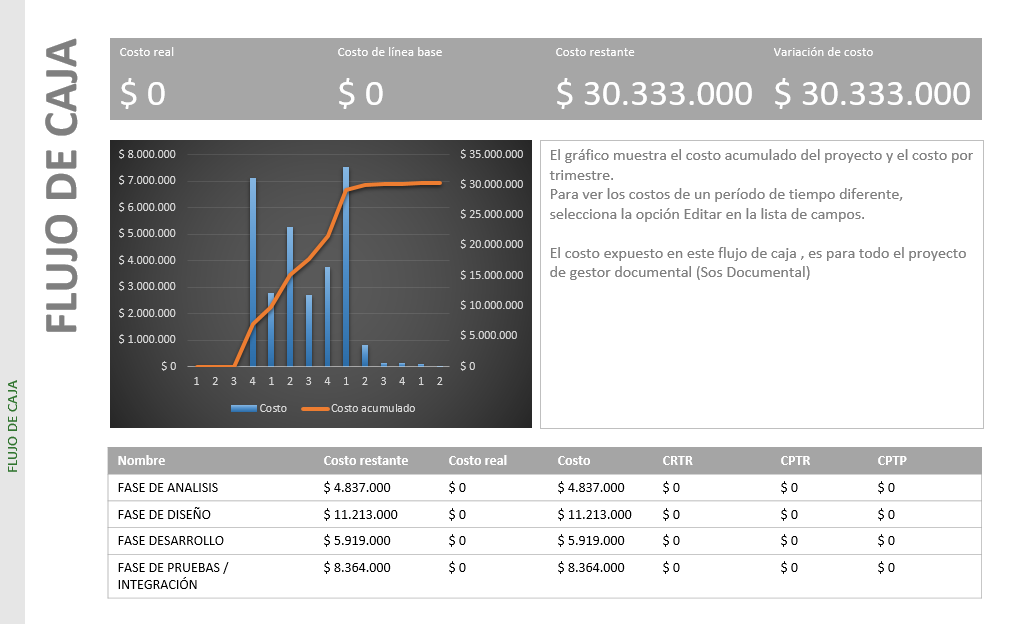 FLUJO DE CAJA
FLUJO DE CAJA
Costo real
$ 0
Costo de línea base
$ 0
Costo restante
$ 30.333.000
Variación de costo
$ 30.333.000
$ 8.000.000
$ 7.000.000
$ 6.000.000
$ 5.000.000
$ 4.000.000
$ 3.000.000
$ 2.000.000
$ 1.000.000
$ 0
$ 35.000.000
$ 30.000.000
$ 25.000.000
$ 20.000.000
$ 15.000.000
$ 10.000.000
$ 5.000.000
$ 0
1 2 3 4 1 2 3 4 1 2 3 4 1 2
Costo Costo acumulado
El gráfico muestra el costo acumulado del proyecto y el costo por
trimestre.
Para ver los costos de un período de tiempo diferente,
selecciona la opción Editar en la lista de campos.
El costo expuesto en este flujo de caja , es para todo el proyecto
de gestor documental (Sos Documental)
Nombre Costo restante Costo real Costo CRTR CPTR CPTP
FASE DE ANALISIS $ 4.837.000 $ 0 $ 4.837.000 $ 0 $ 0 $ 0
FASE DE DISEÑO $ 11.213.000 $ 0 $ 11.213.000 $ 0 $ 0 $ 0
FASE DESARROLLO $ 5.919.000 $ 0 $ 5.919.000 $ 0 $ 0 $ 0
FASE DE PRUEBAS / $ 8.364.000 $ 0 $ 8.364.000 $ 0 $ 0 $ 0
INTEGRACIÓN